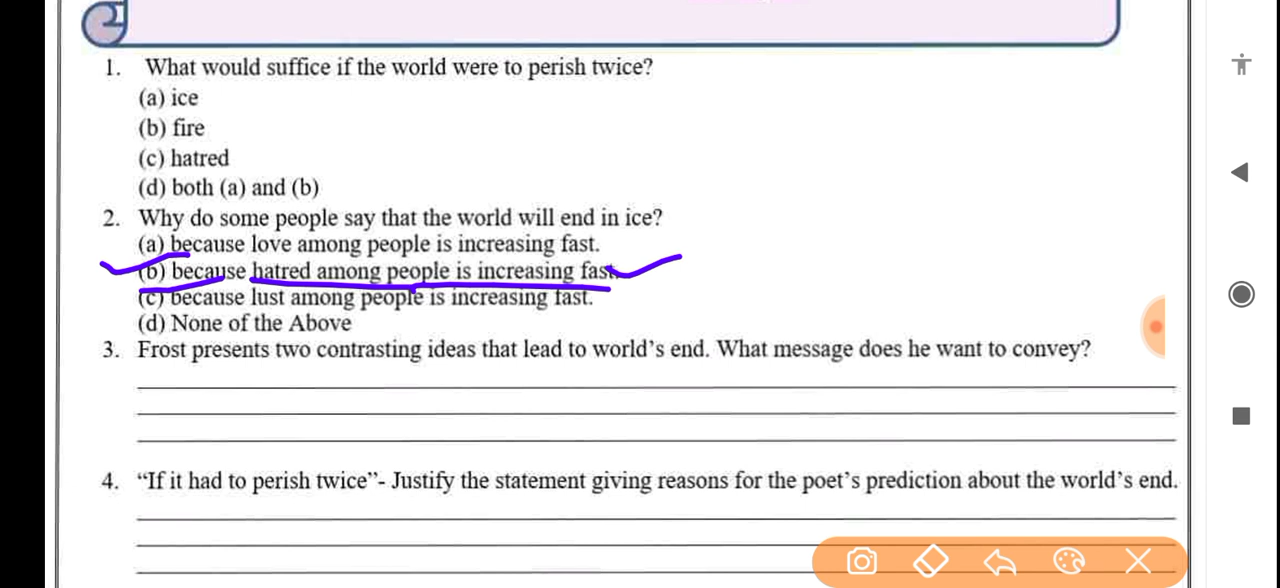 1. What would suffice if the world were to perish twice?
(a) ice
(b) fire
(c) hatred
(d) both (a) and (b)
2. Why do some people say that the world will end in ice?
(a) because love among people is increasing fast.
(b) because hatred among people is increasing fast.
(c) because lust among people is increasing fast.
(d) None of the Above
3. Frost presents two contrasting ideas that lead to world’s end. What message does he want to convey?
4. “If it had to perish twice”- Justify the statement giving reasons for the poet’s prediction about the world’s end.